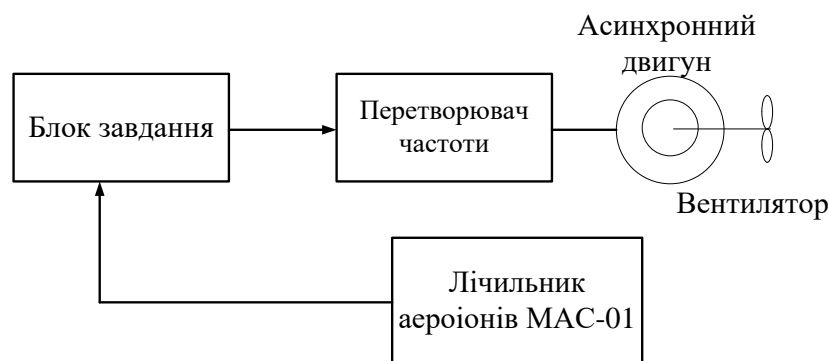 Асинхронний
двигун
Блок завдання
Перетворювач
частоти
Вентилятор
Лічильник
аероіонів МАС-01